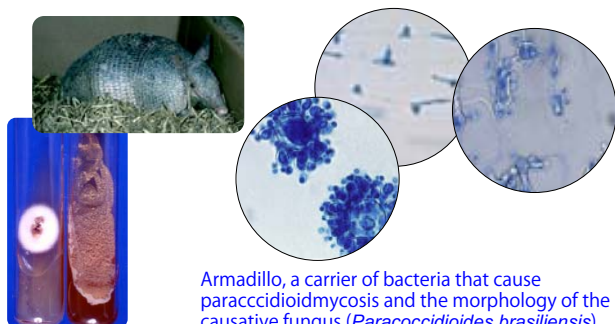 Armadillo, a carrier of bacteria that cause
paracccidioidmycosis and the morphology of the
causative fungus (Paracoccidioides brasiliensis)